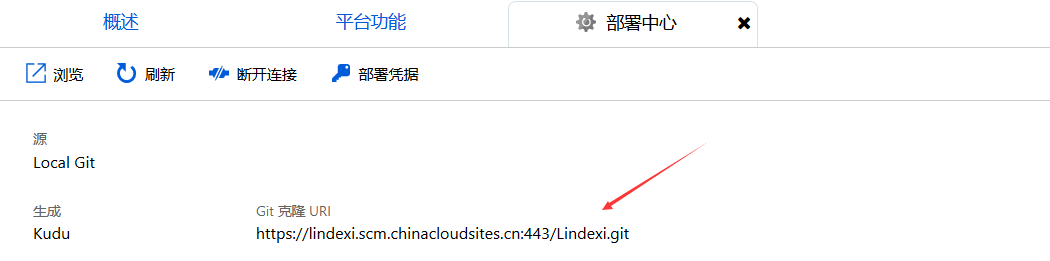 概述 平台功能 部署中心
浏览 刷新 断开连接 部署凭据
源
Local Git
生成 Git 克隆 URI
Kudu https://lindexi.scm.chinacloudsites.cn:443/Lindexi.git